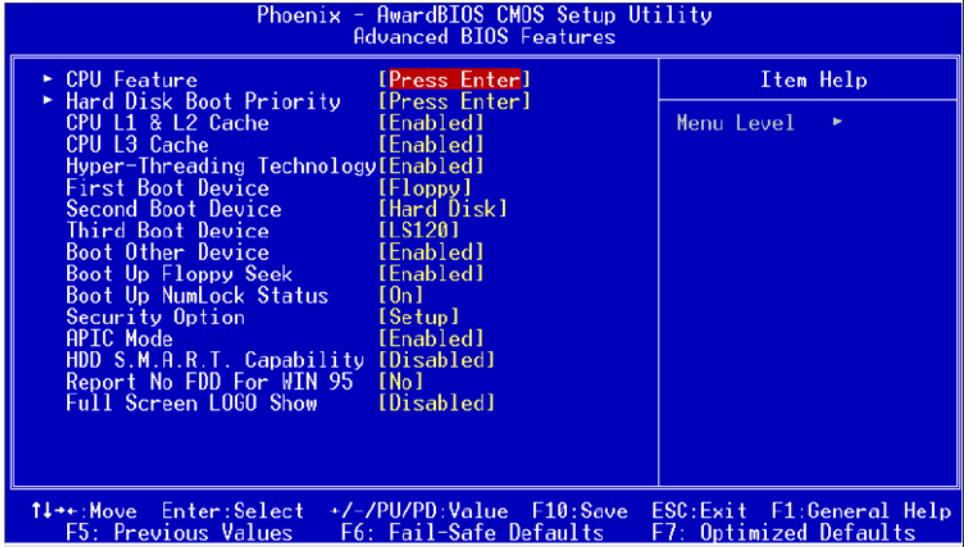 Phoenix - AwardBIOS CMOS Setup Utility
Advanced BIOS Features
► CPU Feature [Press Enter]
► Hard Disk Boot Priority [Press Enter]
CPU L1 & L2 Cache [Enabled]
CPU L3 Cache [Enabled]
Hyper-Threading Technology[Enabled]
First Boot Device [Floppy]
Second Boot Device [Hard Disk]
Third Boot Device [LS120]
Boot Other Device [Enabled]
Boot Up Floppy Seek [Enabled]
Boot Up NumLock Status [On]
Security Option [Setup]
APIC Mode [Enabled]
HDD S.M.A.R.T. Capability [Disabled]
Report No FDD For WIN 95 [No]
Full Screen LOGO Show [Disabled]
Item Help
Menu Level ►
↑↓→←:Move Enter:Select +/-/PU/PD:Value F10:Save ESC:Exit F1:General Help
F5: Previous Values F6: Fail-Safe Defaults F7: Optimized Defaults